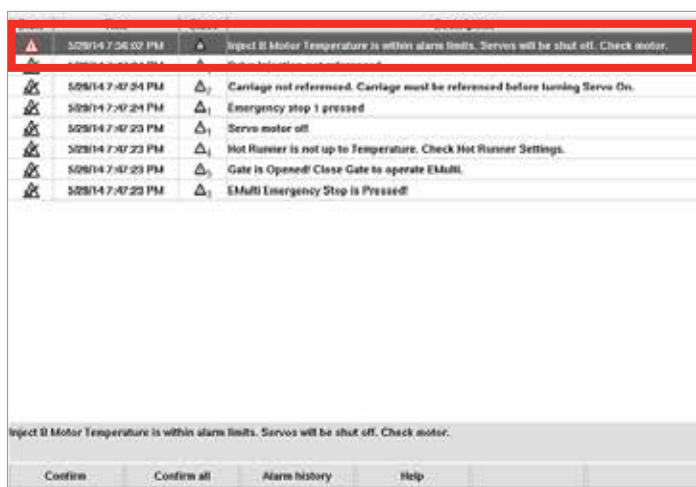 5/29/14 7:56:02 PM Inject B Motor Temperature is within alarm limits. Servos will be shut off. Check motor.
5/29/14 7:47:24 PM 2 Carriage not referenced. Carriage must be referenced before turning Servo On.
5/29/14 7:47:24 PM 1 Emergency stop 1 pressed
5/29/14 7:47:23 PM 1 Servo motor off
5/29/14 7:47:23 PM 4 Hot Runner is not up to Temperature. Check Hot Runner Settings.
5/29/14 7:47:23 PM 5 Gate is Opened! Close Gate to operate EMulti.
5/29/14 7:47:23 PM 3 EMulti Emergency Stop is Pressed!
Inject B Motor Temperature is within alarm limits. Servos will be shut off. Check motor.
Confirm Confirm all Alarm history Help